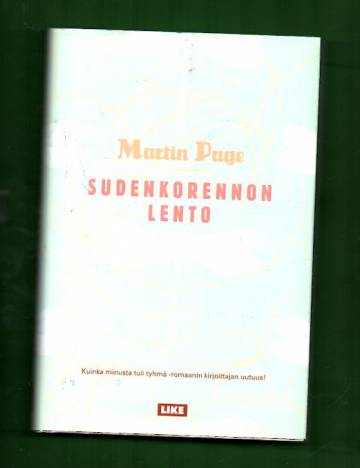 Martin Page
SUDENKORENNON
LENTO
Kuinka minusta tuli tyhmä -romaanin kirjoittajan uutuus!
LIKE